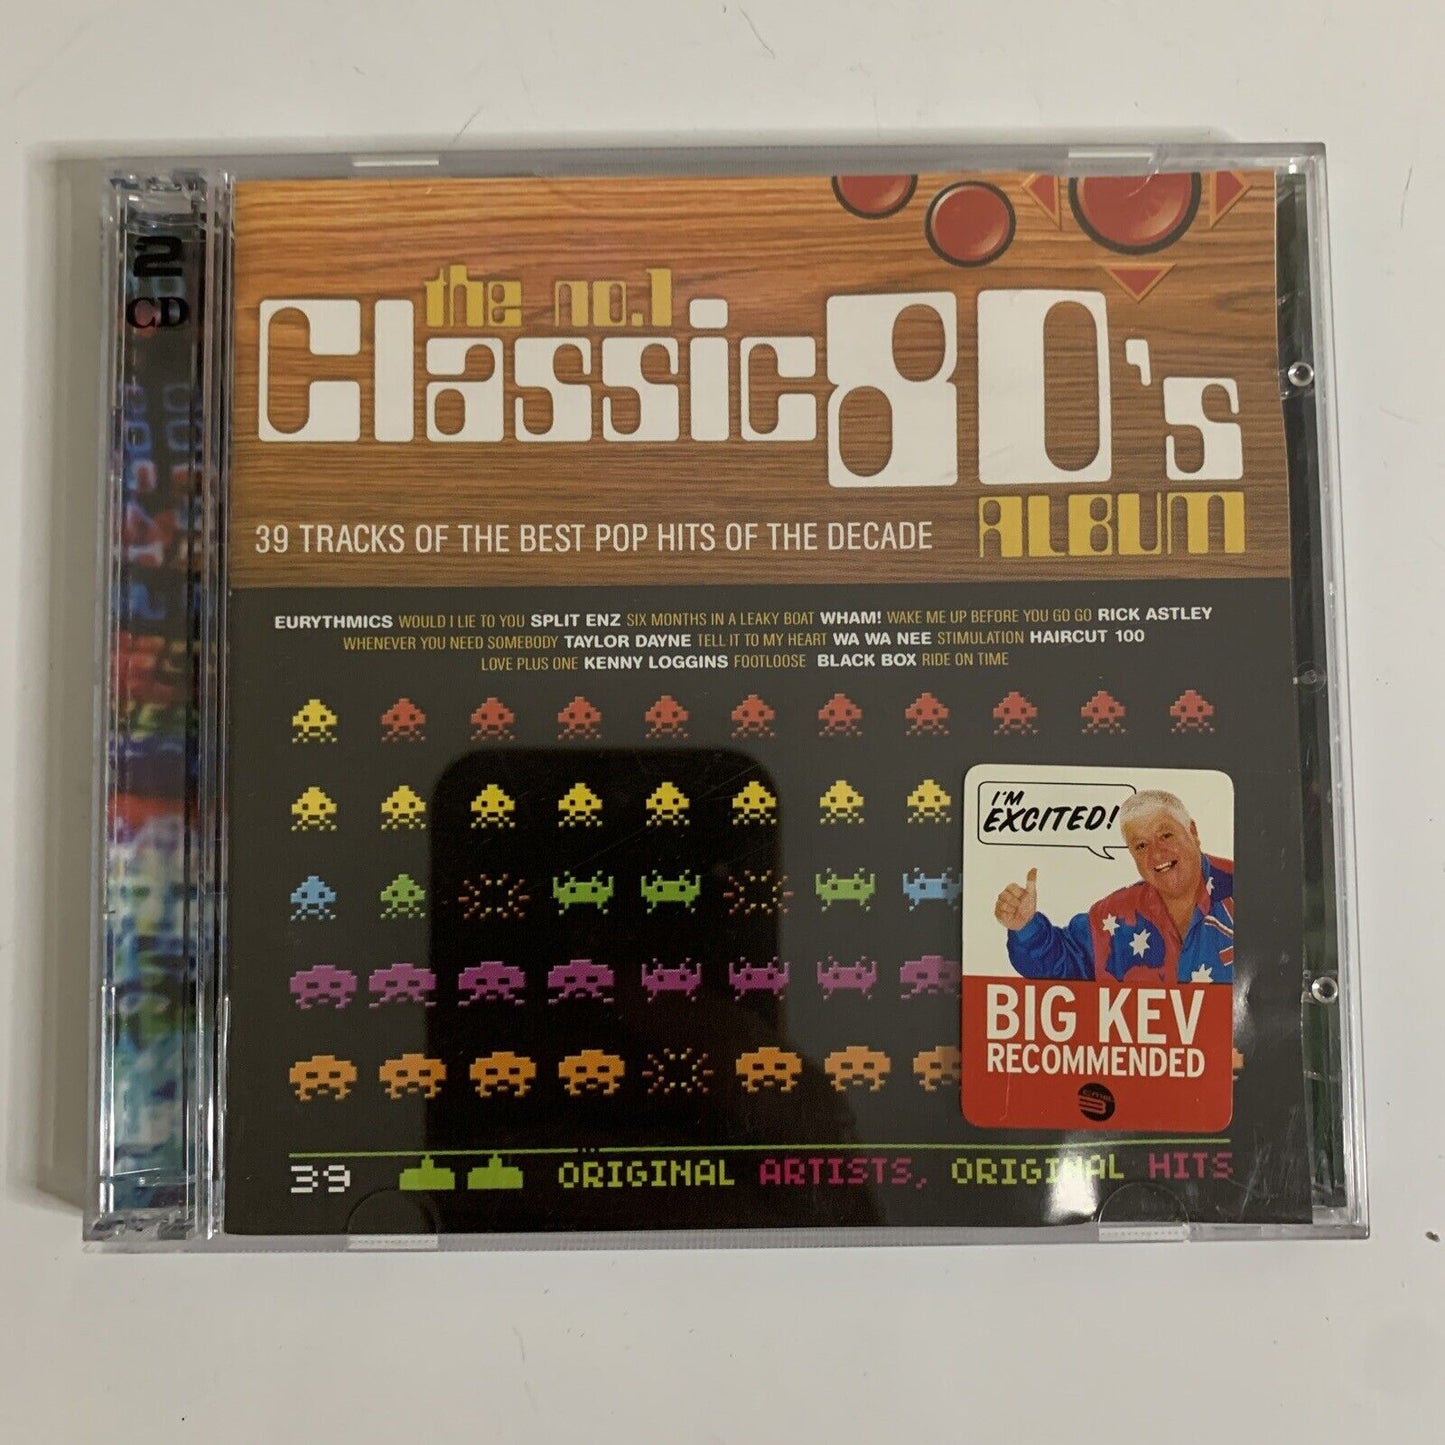 2
CD
the no.1
Classic 80's
ALBUM
39 TRACKS OF THE BEST POP HITS OF THE DECADE
EURYTHMICS WOULD I LIE TO YOU SPLIT ENZ SIX MONTHS IN A LEAKY BOAT WHAM! WAKE ME UP BEFORE YOU GO GO RICK ASTLEY
WHENEVER YOU NEED SOMEBODY TAYLOR DAYNE TELL IT TO MY HEART WA WA NEE STIMULATION HAIRCUT 100
LOVE PLUS ONE KENNY LOGGINS FOOTLOOSE BLACK BOX RIDE ON TIME
I'M
EXCITED!
BIG KEV
RECOMMENDED
39 ORIGINAL ARTISTS, ORIGINAL HITS